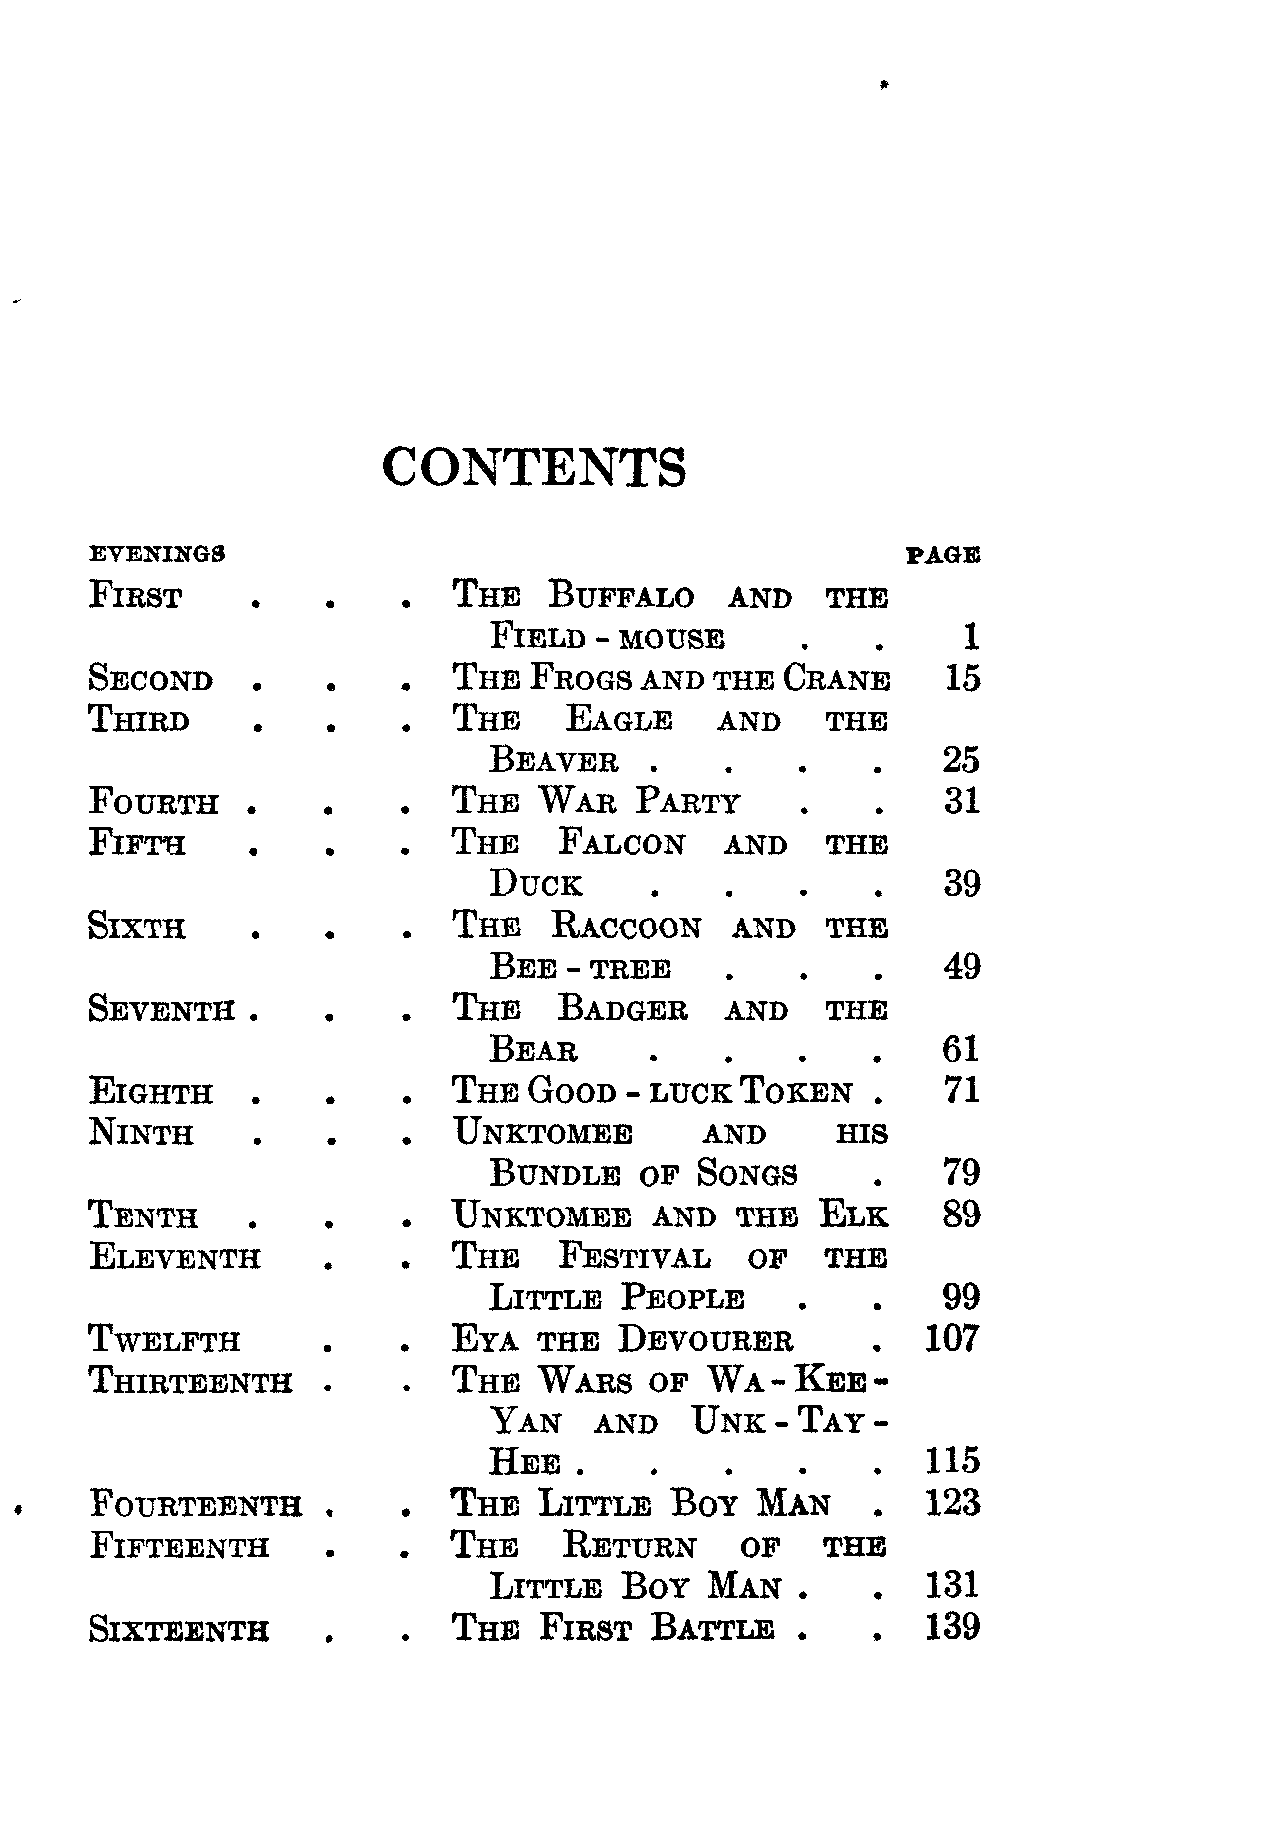 CONTENTS
EVENINGS PAGE
FIRST . . . THE BUFFALO AND THE
FIELD-MOUSE . . 1
SECOND . . . THE FROGS AND THE CRANE 15
THIRD . . . THE EAGLE AND THE
BEAVER . . . . 25
FOURTH . . . THE WAR PARTY . . 31
FIFTH . . . THE FALCON AND THE
DUCK . . . . 39
SIXTH . . . THE RACCOON AND THE
BEE-TREE . . . 49
SEVENTH . . . THE BADGER AND THE
BEAR . . . . 61
EIGHTH . . . THE GOOD-LUCK TOKEN . 71
NINTH . . . UNKTOMEE AND HIS
BUNDLE OF SONGS . 79
TENTH . . . UNKTOMEE AND THE ELK 89
ELEVENTH . . THE FESTIVAL OF THE
LITTLE PEOPLE . . 99
TWELFTH . . EYA THE DEVOURER . 107
THIRTEENTH . . THE WARS OF WA-KEE-
YAN AND UNK-TAY-
HEE . . . . . 115
FOURTEENTH . . THE LITTLE BOY MAN . 123
FIFTEENTH . . THE RETURN OF THE
LITTLE BOY MAN . . 131
SIXTEENTH . . THE FIRST BATTLE . . 139